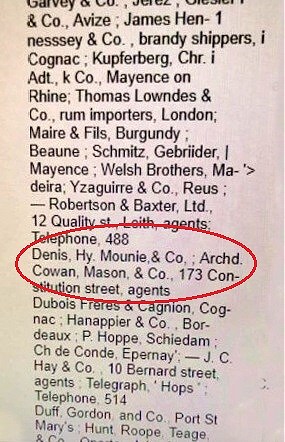 Garvey & Co. , Jerez, Giesler
& Co., Avize ; James Hen- 1
nesssey & Co. , brandy shippers, i
Cognac ; Kupferberg, Chr. i
Adt., k Co., Mayence on
Rhine; Thomas Lowndes &
Co., rum importers, London;
Maire & Fils, Burgundy ;
Beaune ; Schmitz, Gebriider, |
Mayence ; Welsh Brothers, Ma- '>
deira; Yzaguirre & Co., Reus ;
— Robertson & Baxter, Ltd.,
12 Quality st., Leith, agents;
Telephone, 488
Denis, Hy. Mounie,& Co, ; Archd.
Cowan, Mason, & Co., 173 Con-
stitution street, agents
Dubois Freres & Cagnion, Cog-
nac ; Hanappier & Co., Bor-
deaux ; P. Hoppe, Schiedam ;
Ch de Conde, Epernay'; — J. C.
Hay & Co., 10 Bernard street,
agents ; Telegraph, ' Hops ' ;
Telephone. 514
Duff, Gordon, and Co., Port St
Mary's ; Hunt, Roope, Teage
& Co.,